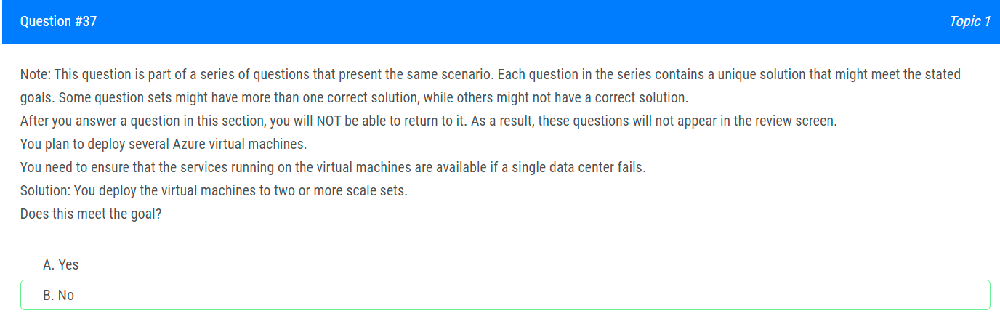 Question #37
Topic 1
Note: This question is part of a series of questions that present the same scenario. Each question in the series contains a unique solution that might meet the stated
goals. Some question sets might have more than one correct solution, while others might not have a correct solution.
After you answer a question in this section, you will NOT be able to return to it. As a result, these questions will not appear in the review screen.
You plan to deploy several Azure virtual machines.
You need to ensure that the services running on the virtual machines are available if a single data center fails.
Solution: You deploy the virtual machines to two or more scale sets.
Does this meet the goal?
A. Yes
B. No